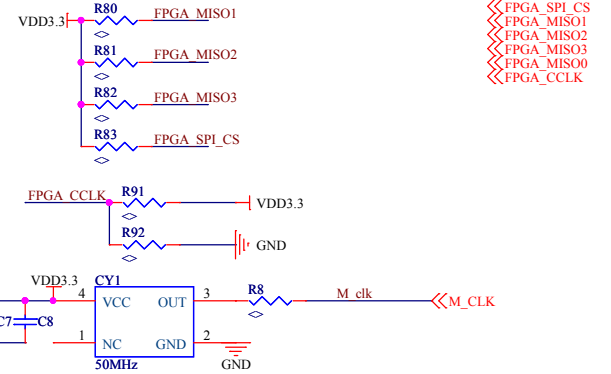 R80
VDD3.3
FPGA_MISO1
<>
R81
FPGA_MISO2
<>
R82
FPGA_MISO3
<>
R83
FPGA_SPI_CS
<>
FPGA_SPI_CS
FPGA_MISO1
FPGA_MISO2
FPGA_MISO3
FPGA_MISO0
FPGA_CCLK
FPGA_CCLK
R91
VDD3.3
<>
R92
GND
<>
VDD3.3
CY1
4
VCC
OUT
3
R8
M_clk
M_CLK
<>
C7
C8
1
NC
GND
2
50MHz
GND